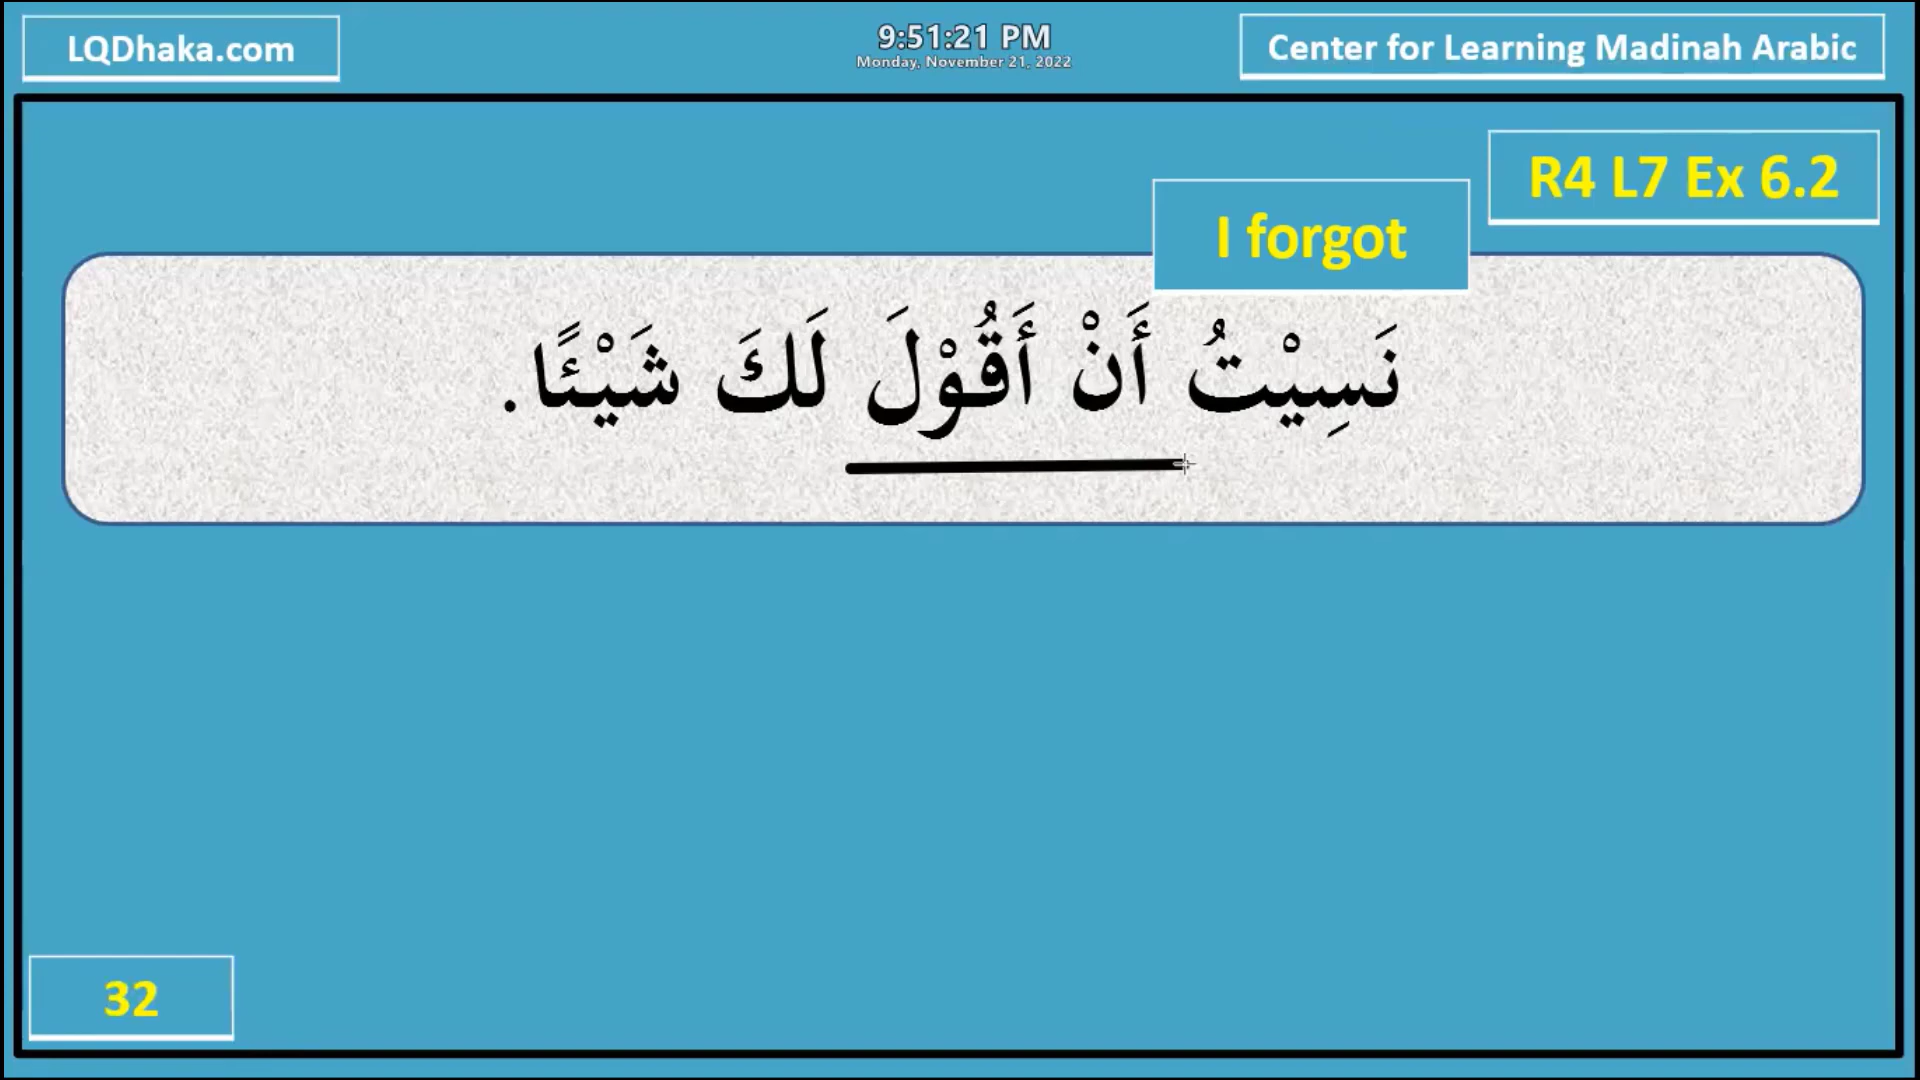 LQDhaka.com
9:51:21 PM
Monday, November 21, 2022
Center for Learning Madinah Arabic
R4 L7 Ex 6.2
I forgot
نَسِيْتُ أَنْ أَقُوْلَ لَكَ شَيْئًا.
32